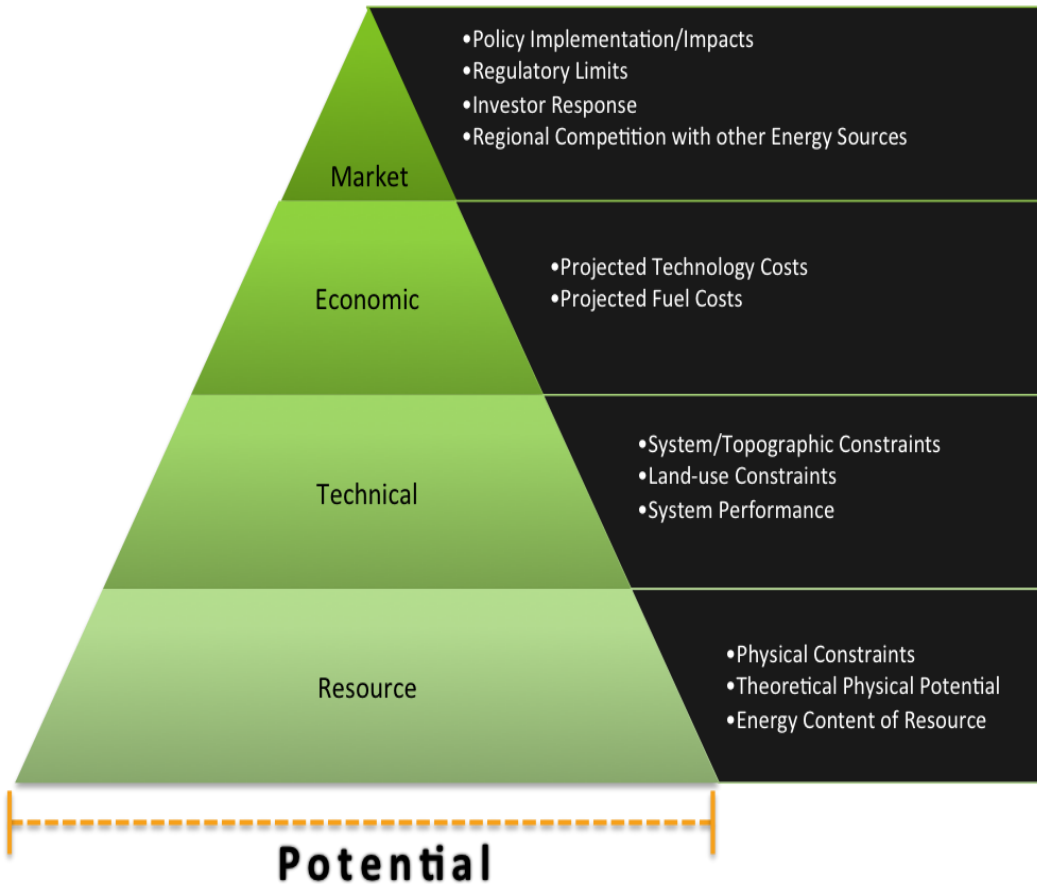 •Policy Implementation/Impacts
•Regulatory Limits
•Investor Response
•Regional Competition with other Energy Sources
Market
•Projected Technology Costs
•Projected Fuel Costs
Economic
•System/Topographic Constraints
•Land-use Constraints
•System Performance
Technical
•Physical Constraints
•Theoretical Physical Potential
•Energy Content of Resource
Resource
Potential